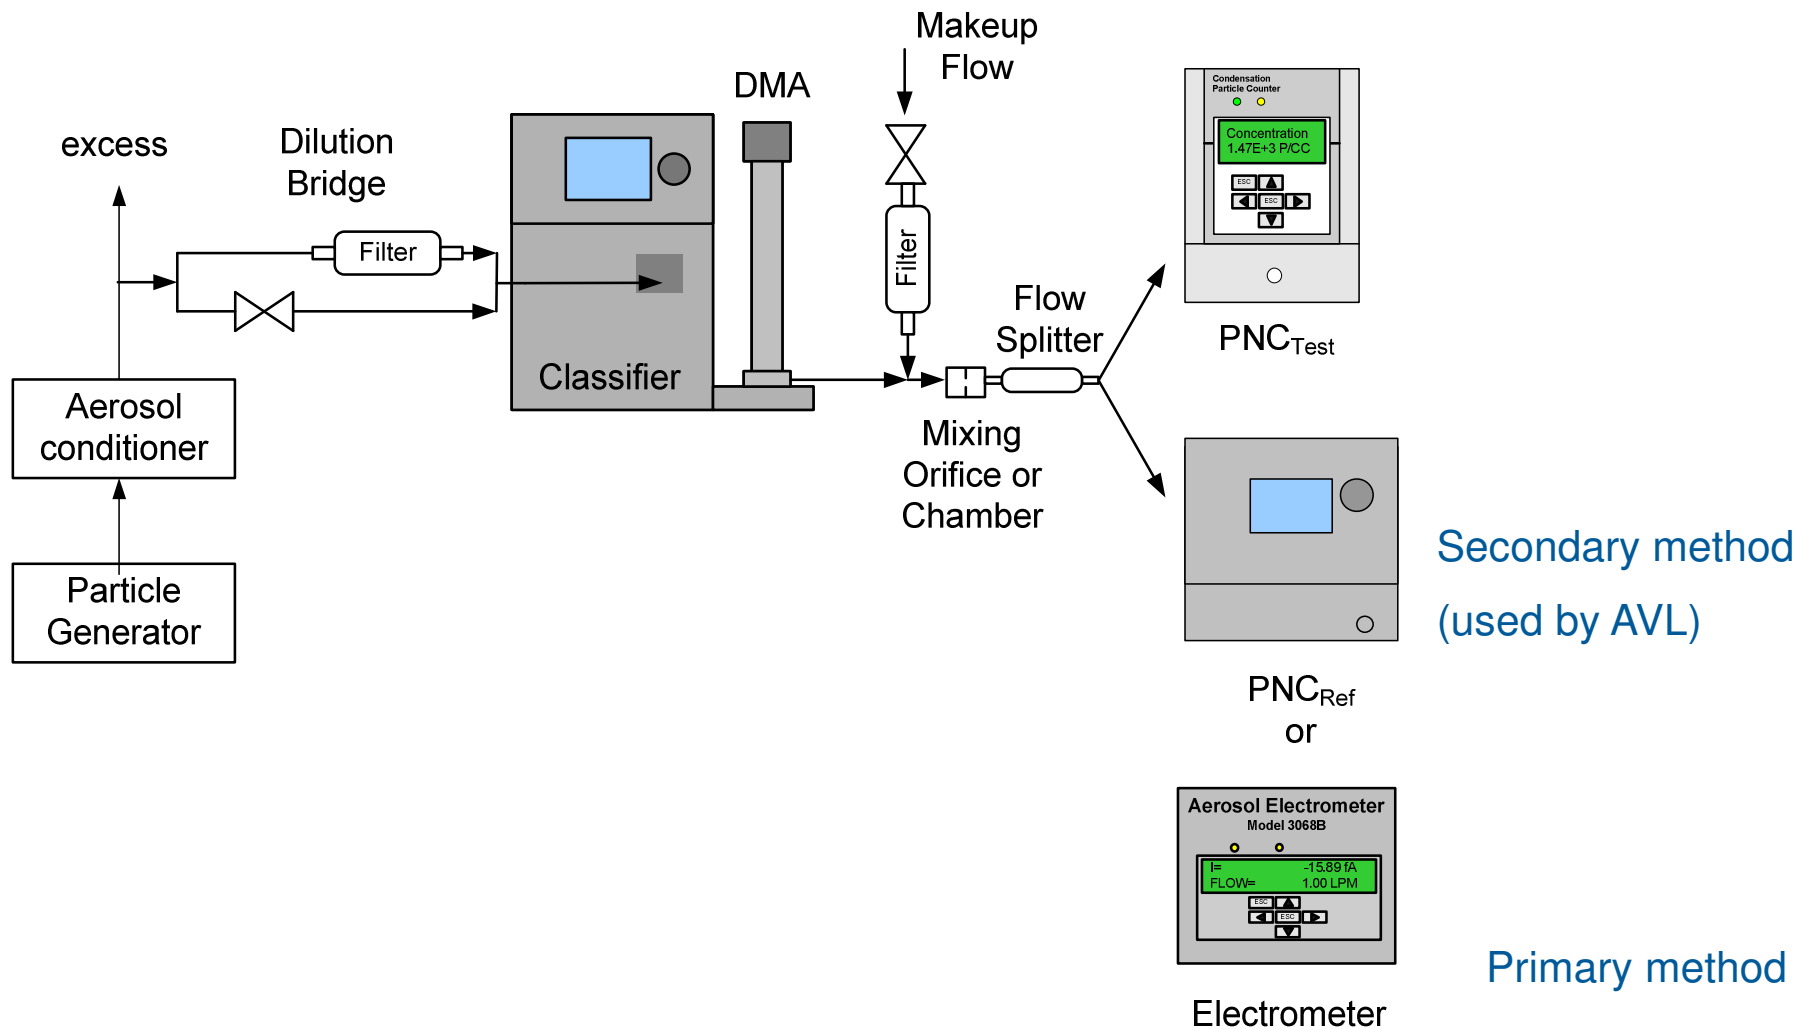 Makeup
Flow
DMA
excess
Dilution
Bridge
Filter
Filter
Classifier
Aerosol
conditioner
Particle
Generator
Flow
Splitter
Mixing
Orifice or
Chamber
Condensation
Particle Counter
Concentration
1.47E+3 P/CC
ESC
ESC
PNCTest
Secondary method
(used by AVL)
PNCRef
or
Aerosol Electrometer
Model 3068B
I= -15.89 fA
FLOW= 1.00 LPM
ESC
ESC
Primary method
Electrometer